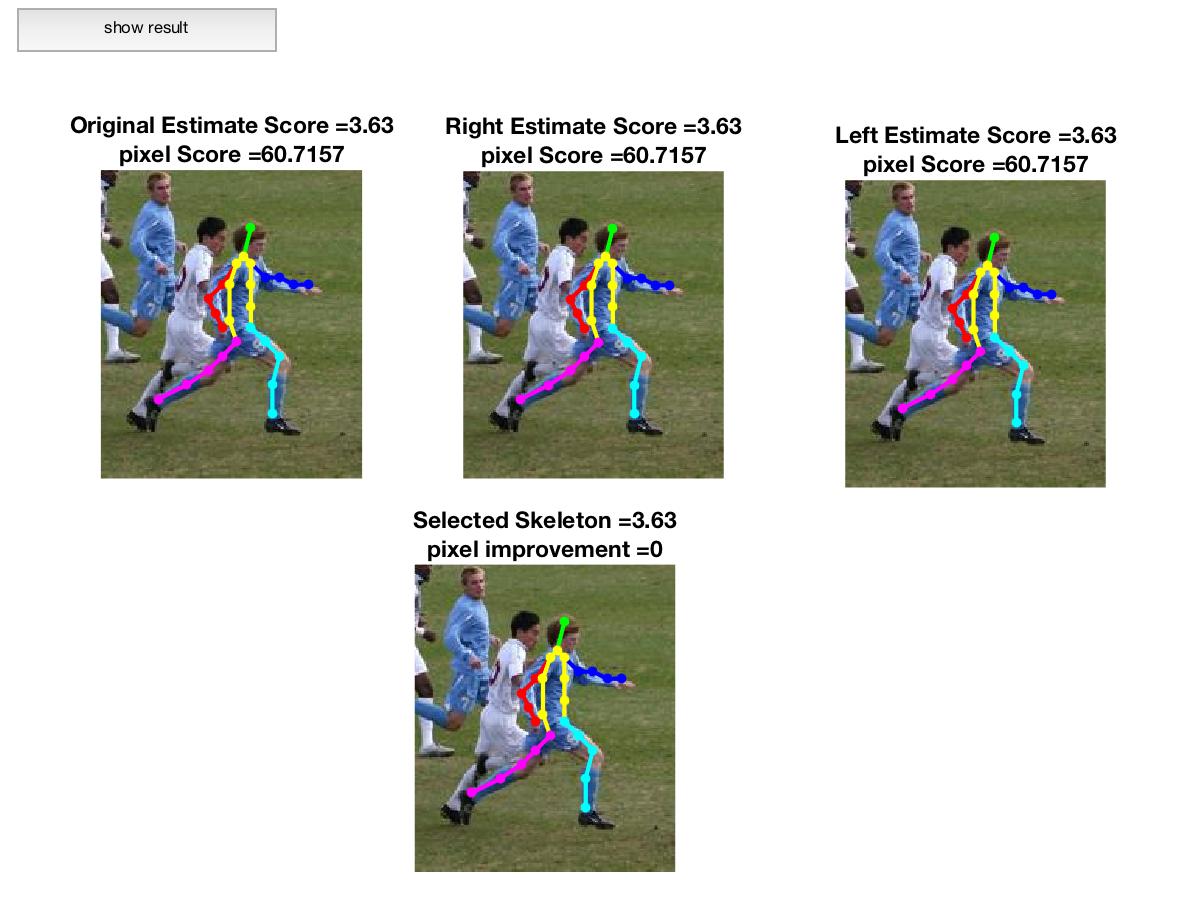 show result
Original Estimate Score =3.63
pixel Score =60.7157
Right Estimate Score =3.63
pixel Score =60.7157
Left Estimate Score =3.63
pixel Score =60.7157
Selected Skeleton =3.63
pixel improvement =0